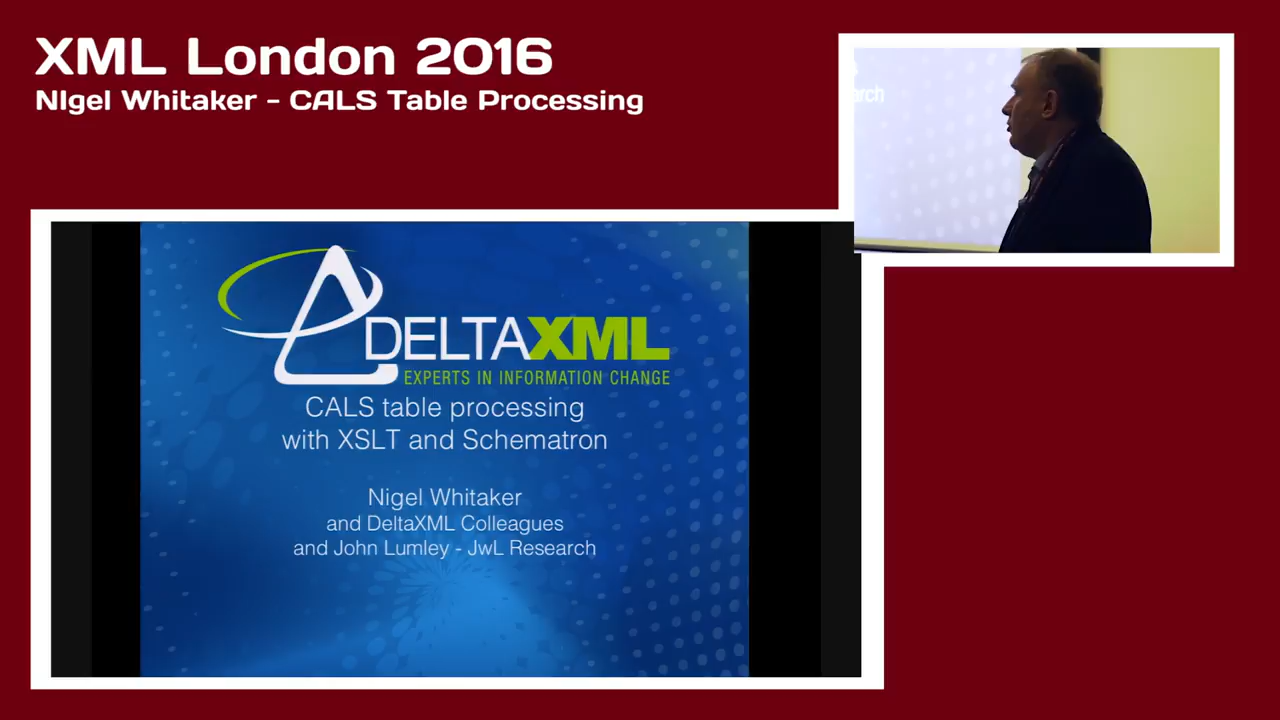 XML London 2016
NIgel Whitaker - CALS Table Processing
arch
DELTAXML
EXPERTS IN INFORMATION CHANGE
CALS table processing
with XSLT and Schematron
Nigel Whitaker
and DeltaXML Colleagues
and John Lumley - JwL Research